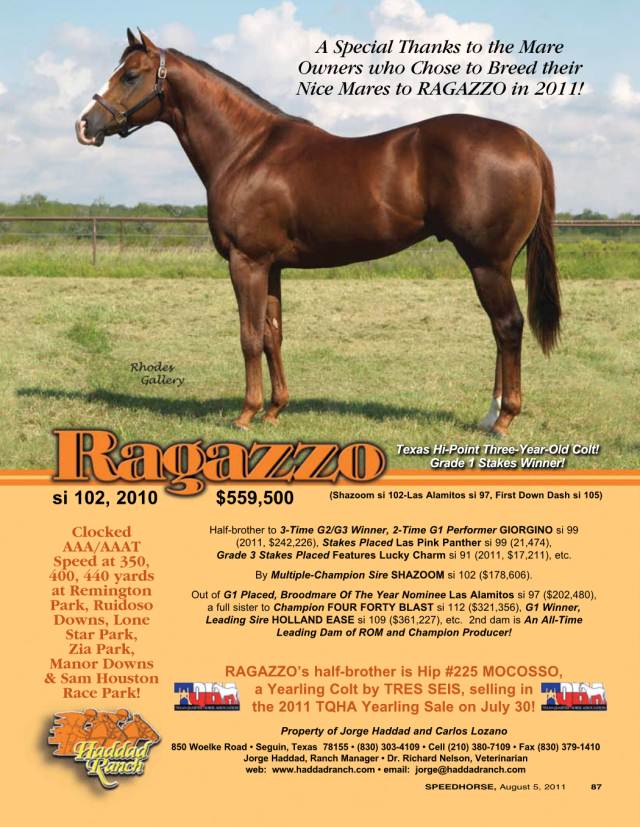 A Special Thanks to the Mare
Owners who Chose to Breed their
Nice Mares to RAGAZZO in 2011!
Rhodes
Gallery
Ragazzo
Texas Hi-Point Three-Year-Old Colt!
Grade 1 Stakes Winner!
si 102, 2010
$559,500
(Shazoom si 102-Las Alamitos si 97, First Down Dash si 105)
Clocked
AAA/AAAT
Speed at 350,
400, 440 yards
at Remington
Park, Ruidoso
Downs, Lone
Star Park,
Zia Park,
Manor Downs
& Sam Houston
Race Park!
Half-brother to 3-Time G2/G3 Winner, 2-Time G1 Performer GIORGINO si 99
(2011, $242,226), Stakes Placed Las Pink Panther si 99 (21,474),
Grade 3 Stakes Placed Features Lucky Charm si 91 (2011, $17,211), etc.
By Multiple-Champion Sire SHAZOOM si 102 ($178,606).
Out of G1 Placed, Broodmare Of The Year Nominee Las Alamitos si 97 ($202,480),
a full sister to Champion FOUR FORTY BLAST si 112 ($321,356), G1 Winner,
Leading Sire HOLLAND EASE si 109 ($361,227), etc.  2nd dam is An All-Time
Leading Dam of ROM and Champion Producer!
RAGAZZO's half-brother is Hip #225 MOCOSSO,
a Yearling Colt by TRES SEIS, selling in
the 2011 TQHA Yearling Sale on July 30!
TQHA
TQHA
Haddad
Ranch
Property of Jorge Haddad and Carlos Lozano
850 Woelke Road • Seguin, Texas  78155 • (830) 303-4109 • Cell (210) 380-7109 • Fax (830) 379-1410
Jorge Haddad, Ranch Manager • Dr. Richard Nelson, Veterinarian
web:  www.haddadranch.com • email:  jorge@haddadranch.com
SPEEDHORSE, August 5, 2011    87